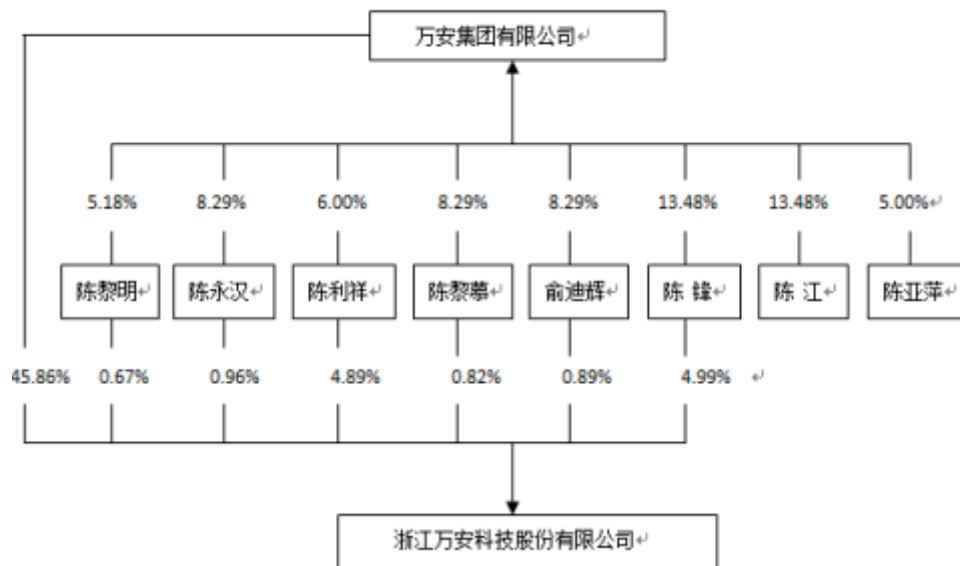 万安集团有限公司
5.18% 8.29% 6.00% 8.29% 8.29% 13.48% 13.48% 5.00%
陈黎明 陈永汉 陈利祥 陈黎慕 俞迪辉 陈 锋 陈 江 陈亚萍
45.86% 0.67% 0.96% 4.89% 0.82% 0.89% 4.99%
浙江万安科技股份有限公司